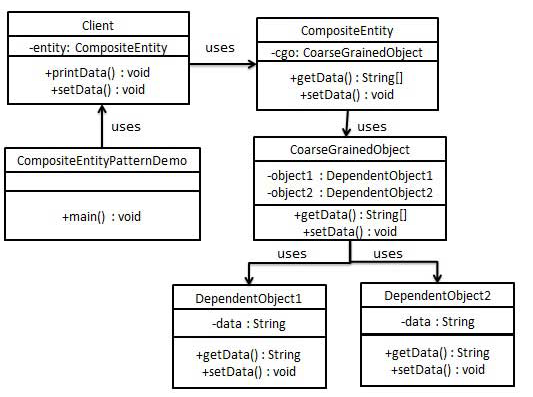 Client
-entity: CompositeEntity
+printData() : void
+setData() : void
uses
CompositeEntity
-cgo: CoarseGrainedObject
+getData() : String[]
+setData() : void
uses
uses
CompositeEntityPatternDemo
+main() : void
CoarseGrainedObject
-object1 : DependentObject1
-object2 : DependentObject2
+getData() : String[]
+setData() : void
uses
uses
DependentObject1
-data : String
+getData() : String
+setData() : void
DependentObject2
-data : String
+getData() : String
+setData() : void